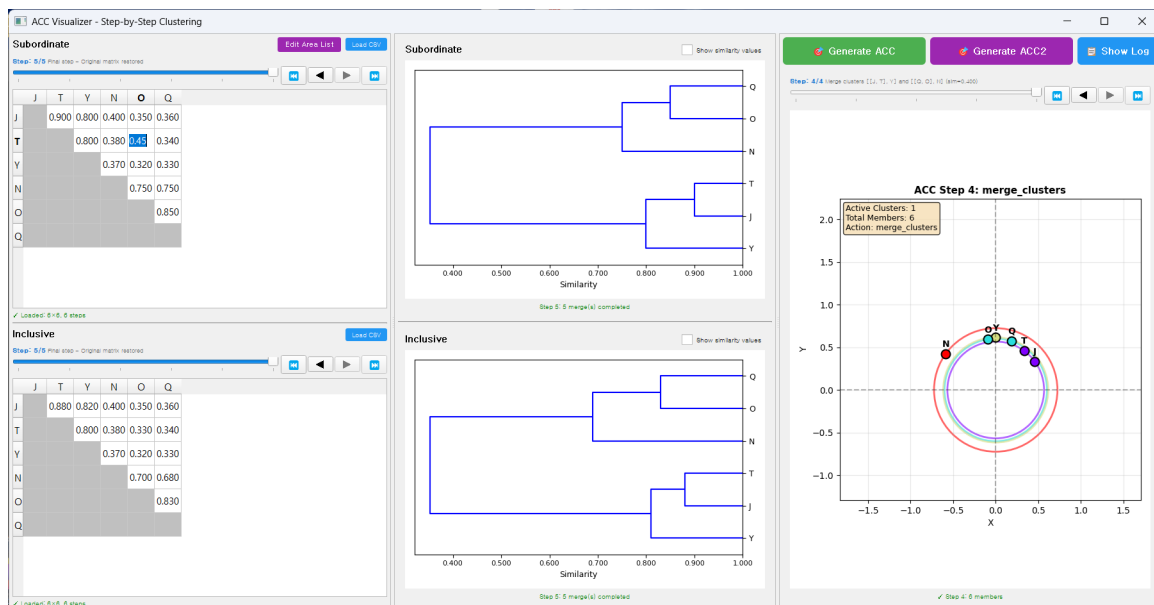 ACC Visualizer - Step-by-Step Clustering
Subordinate
Edit Area List
Load CSV
Step: 5/5 Final step - Original matrix restored
J T Y N O Q
J 0.900 0.800 0.400 0.350 0.360
T 0.800 0.380 0.45 0.340
Y 0.370 0.320 0.330
N 0.750 0.750
O 0.850
Q
✓ Loaded: 6×6, 6 steps
Inclusive
Load CSV
Step: 5/5 Final step - Original matrix restored
J T Y N O Q
J 0.880 0.820 0.400 0.350 0.360
T 0.800 0.380 0.330 0.340
Y 0.370 0.320 0.330
N 0.700 0.680
O 0.830
Q
✓ Loaded: 6×6, 6 steps
Subordinate
Show similarity values
Q
O
N
T
J
Y
0.400 0.500 0.600 0.700 0.800 0.900 1.000
Similarity
Step 5: 5 merge(s) completed
Inclusive
Show similarity values
Q
O
N
T
J
Y
0.400 0.500 0.600 0.700 0.800 0.900 1.000
Similarity
Step 5: 5 merge(s) completed
Generate ACC
Generate ACC2
Show Log
Step: 4/4 Merge clusters [[J, T], Y] and [[Q, O], N] (sim=0.400)
ACC Step 4: merge_clusters
Active Clusters: 1
Total Members: 6
Action: merge_clusters
2.0
1.5
1.0
0.5
0.0
−0.5
−1.0
Y
N O Y Q T J
−1.5 −1.0 −0.5 0.0 0.5 1.0 1.5
X
✓ Step 4: 6 members